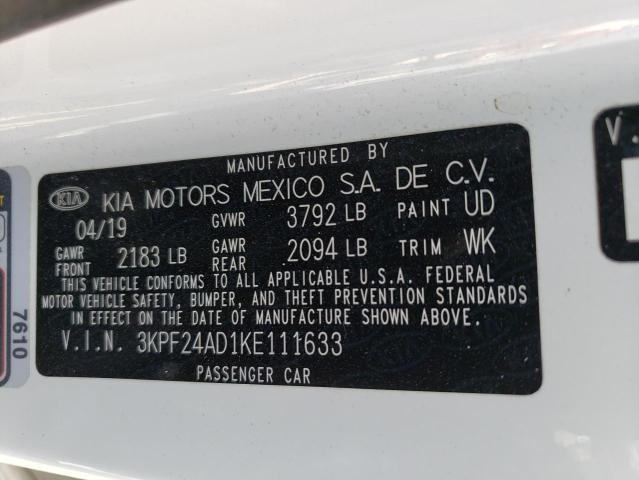 MANUFACTURED BY
KIA KIA MOTORS MEXICO S.A. DE C.V.
04/19 GVWR 3792 LB PAINT UD
GAWR FRONT 2183 LB GAWR REAR 2094 LB TRIM WK
THIS VEHICLE CONFORMS TO ALL APPLICABLE U.S.A. FEDERAL
MOTOR VEHICLE SAFETY, BUMPER, AND THEFT PREVENTION STANDARDS
IN EFFECT ON THE DATE OF MANUFACTURE SHOWN ABOVE.
V.I.N. 3KPF24AD1KE111633
PASSENGER CAR
7610
V.